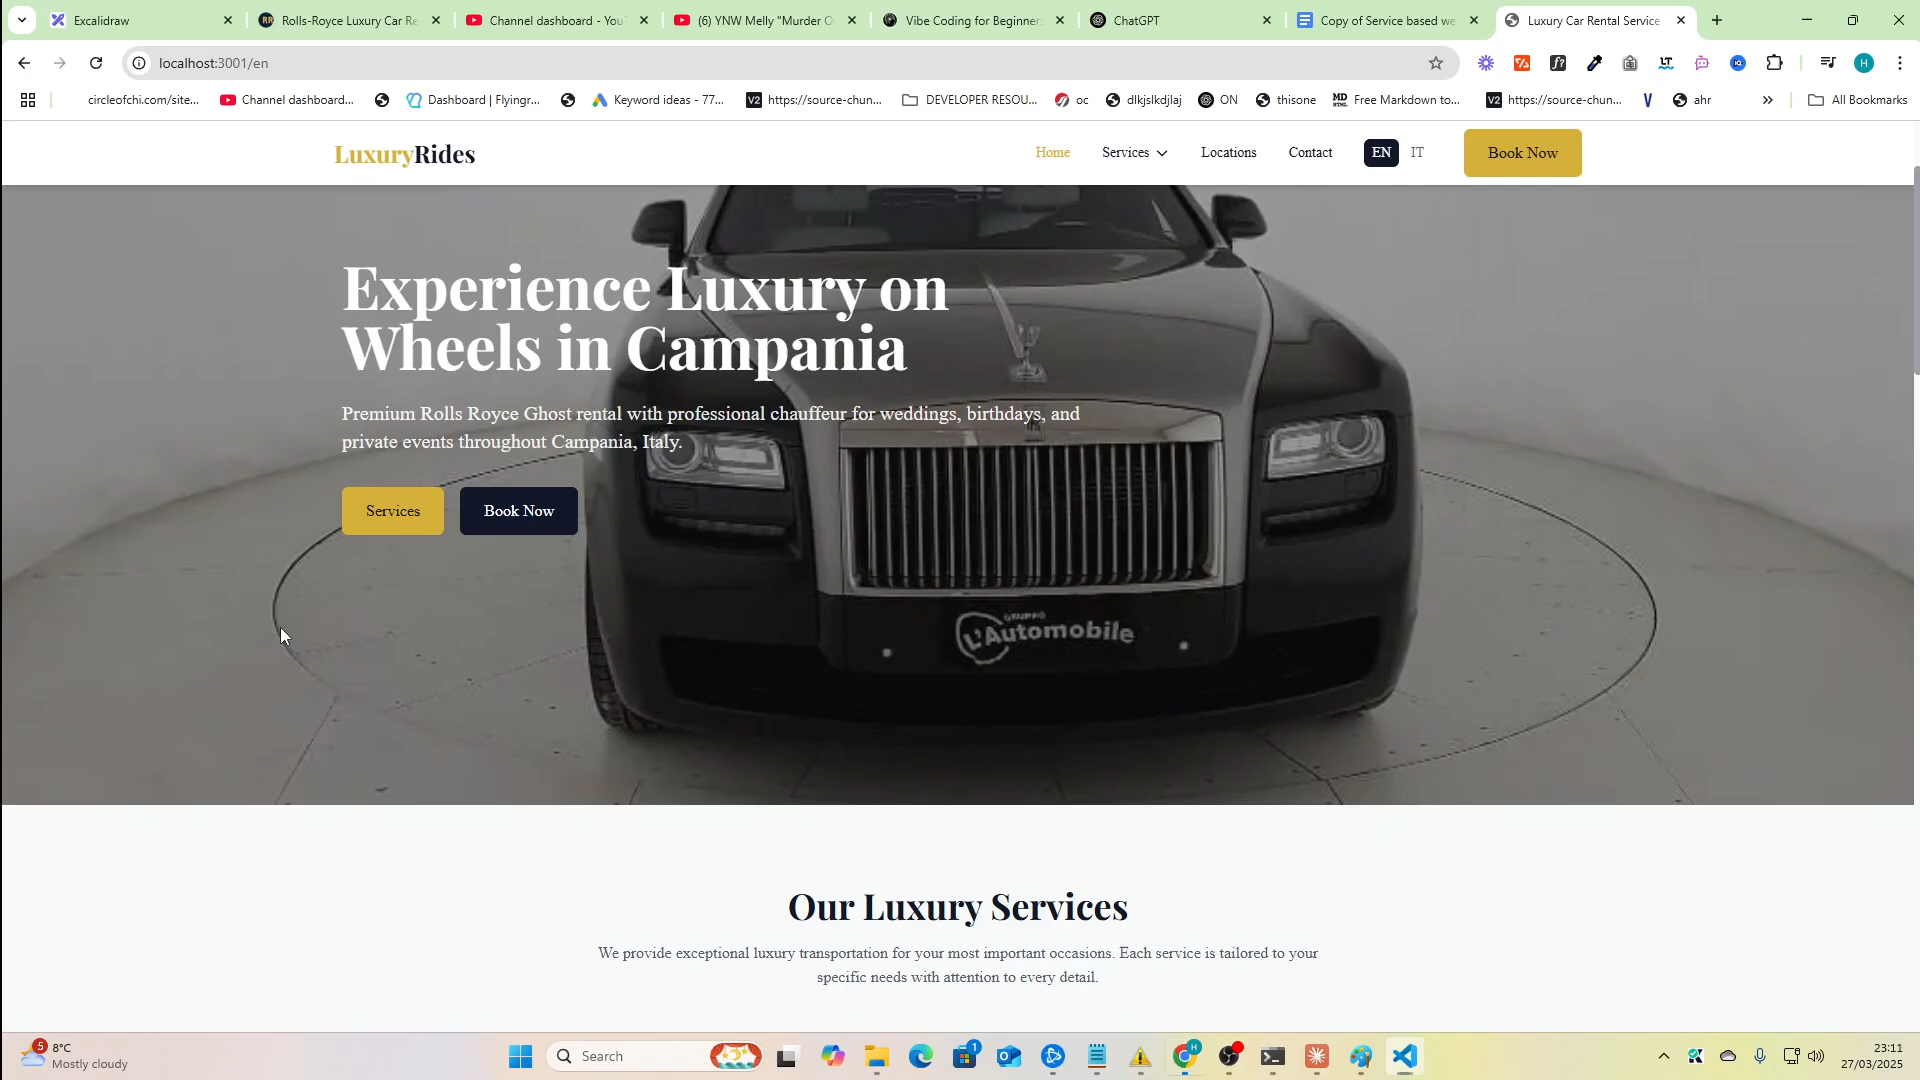 Excalidraw
Rolls-Royce Luxury Car Re
Channel dashboard - You
(6) YNW Melly "Murder O
Vibe Coding for Beginner
ChatGPT
Copy of Service based we
Luxury Car Rental Service
localhost:3001/en
H
circleofchi.com/site...
Channel dashboard...
Dashboard | Flyingr...
Keyword ideas - 77...
https://source-chun...
DEVELOPER RESOU...
oc
dlkjslkdjlaj
ON
thisone
Free Markdown to...
https://source-chun...
ahr
All Bookmarks
LuxuryRides
Home
Services
Locations
Contact
EN
IT
Book Now
Experience Luxury on
Wheels in Campania
Premium Rolls Royce Ghost rental with professional chauffeur for weddings, birthdays, and
private events throughout Campania, Italy.
Services
Book Now
GRUPPO
L'Automobile
Our Luxury Services
We provide exceptional luxury transportation for your most important occasions. Each service is tailored to your
specific needs with attention to every detail.
5
8°C
Mostly cloudy
Search
1
H
23:11
27/03/2025